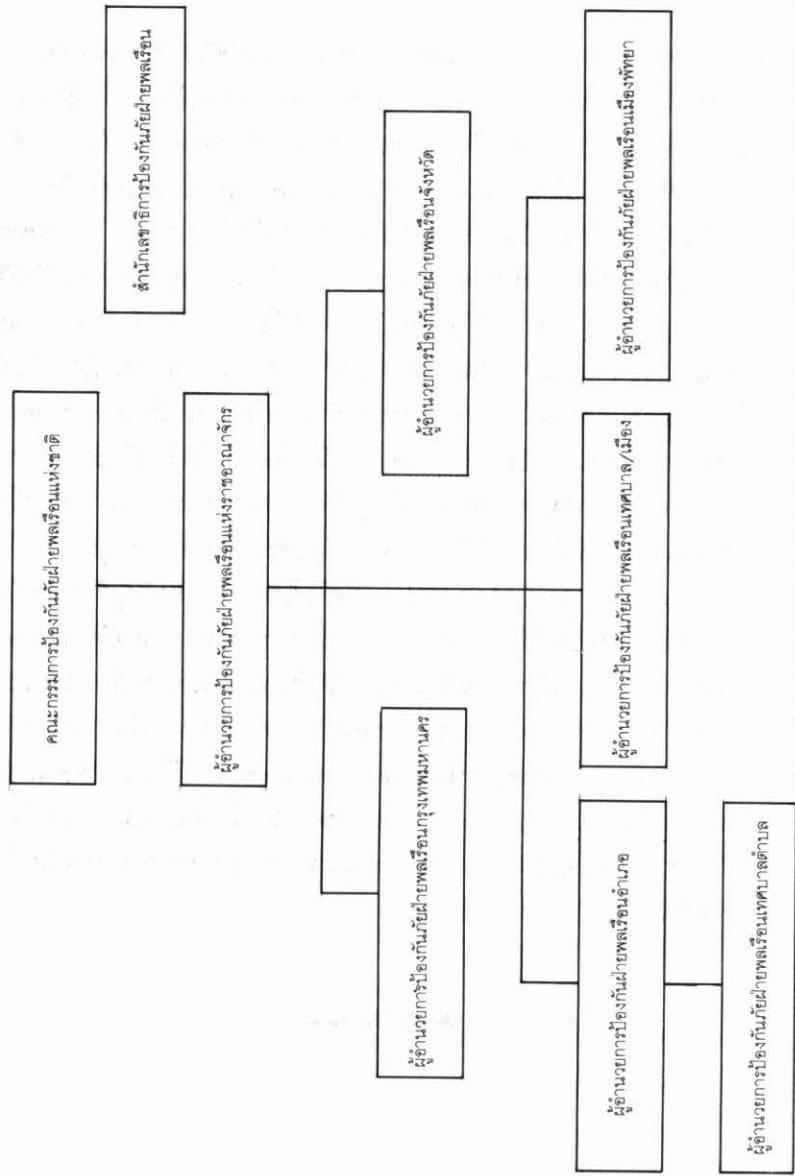 คณะกรรมการป้องกันภัยฝ่ายพลเรือนแห่งชาติ
สำนักเลขาธิการป้องกันภัยฝ่ายพลเรือน
ผู้อำนวยการป้องกันภัยฝ่ายพลเรือนแห่งราชอาณาจักร
ผู้อำนวยการป้องกันภัยฝ่ายพลเรือนกรุงเทพมหานคร
ผู้อำนวยการป้องกันภัยฝ่ายพลเรือนจังหวัด
ผู้อำนวยการป้องกันฝ่ายพลเรือนอำเภอ
ผู้อำนวยการป้องกันภัยฝ่ายพลเรือนเทศบาล/เมือง
ผู้อำนวยการป้องกันภัยฝ่ายพลเรือนเมืองพัทยา
ผู้อำนวยการป้องกันภัยฝ่ายพลเรือนเทศบาลตำบล